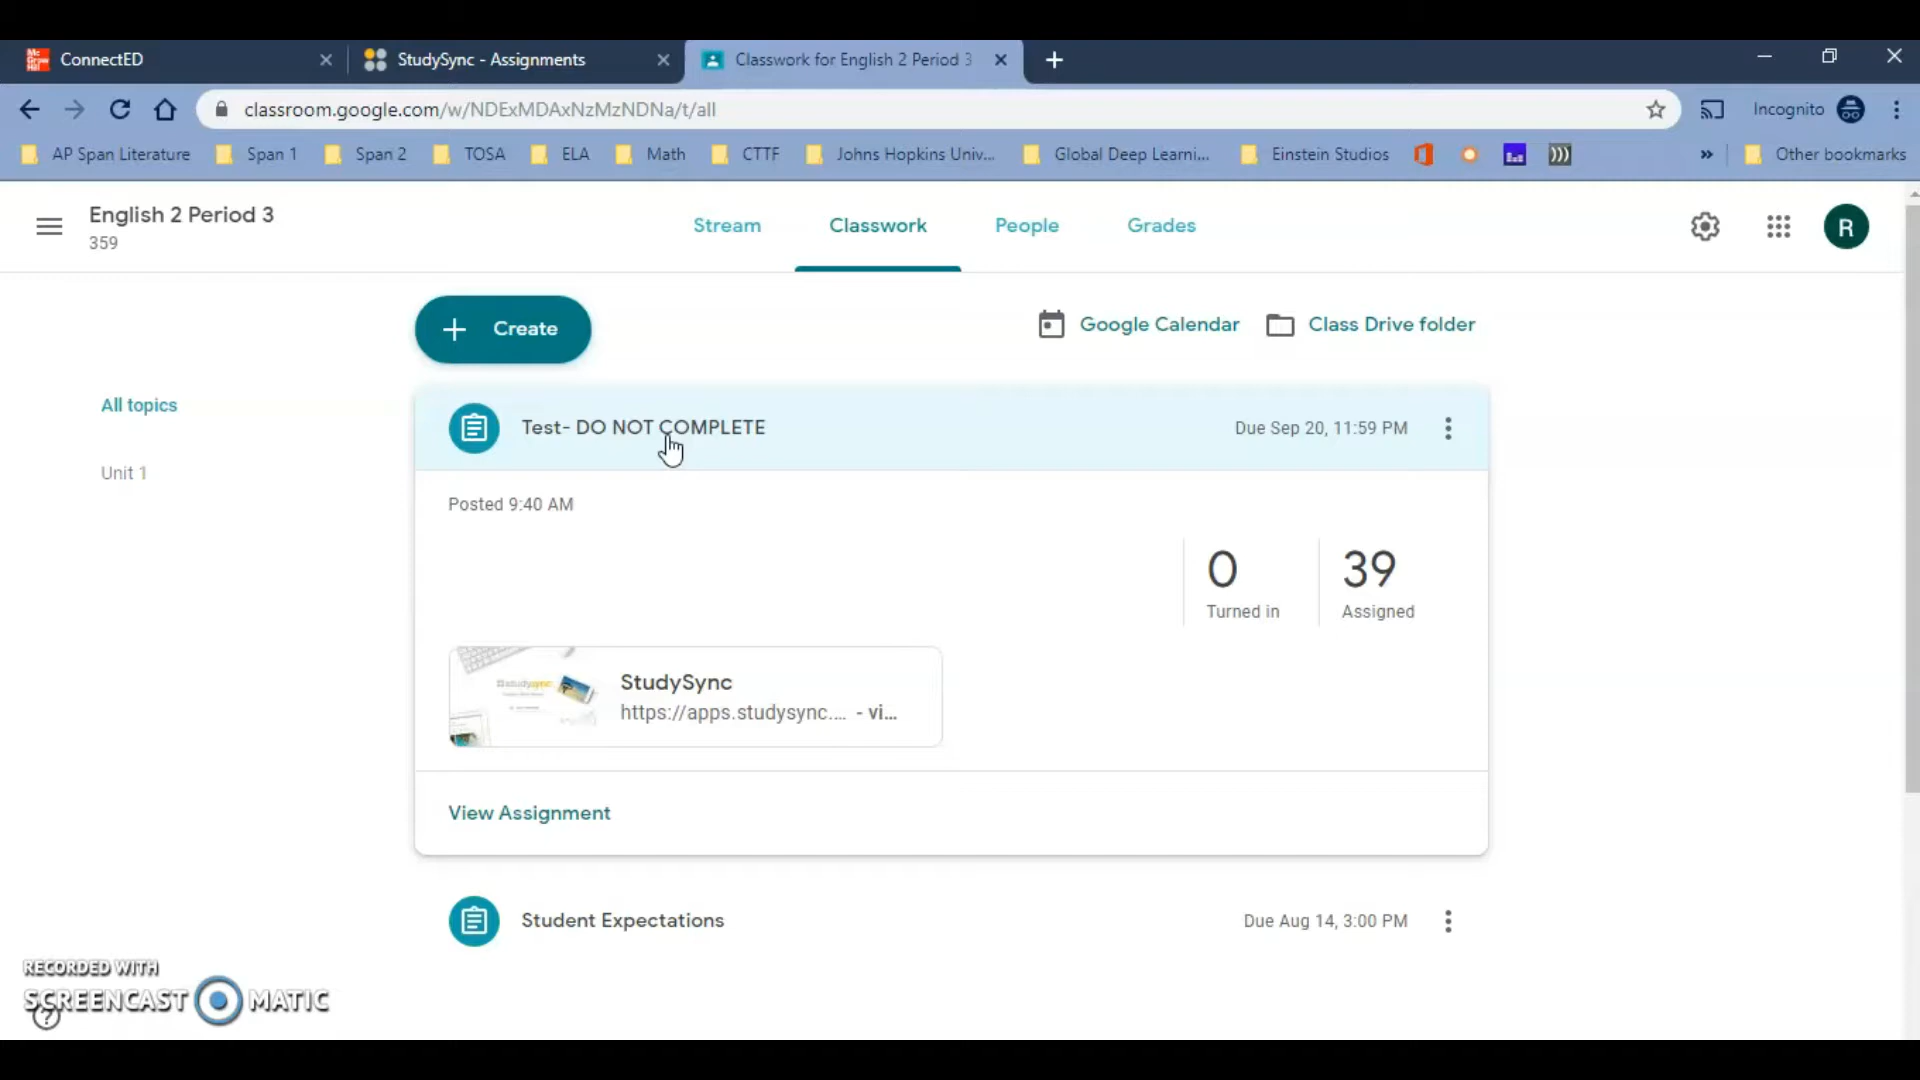 ConnectED
StudySync - Assignments
Classwork for English 2 Period 3
classroom.google.com/w/NDExMDAxNzMzNDNa/t/all
Incognito
AP Span Literature
Span 1
Span 2
TOSA
ELA
Math
CTTF
Johns Hopkins Univ...
Global Deep Learni...
Einstein Studios
»
Other bookmarks
English 2 Period 3
359
Stream
Classwork
People
Grades
R
Create
Google Calendar
Class Drive folder
All topics
Unit 1
Test- DO NOT COMPLETE
Due Sep 20, 11:59 PM
Posted 9:40 AM
0
Turned in
39
Assigned
StudySync
https://apps.studysync.... - vi...
View Assignment
Student Expectations
Due Aug 14, 3:00 PM
RECORDED WITH
SCREENCAST MATIC